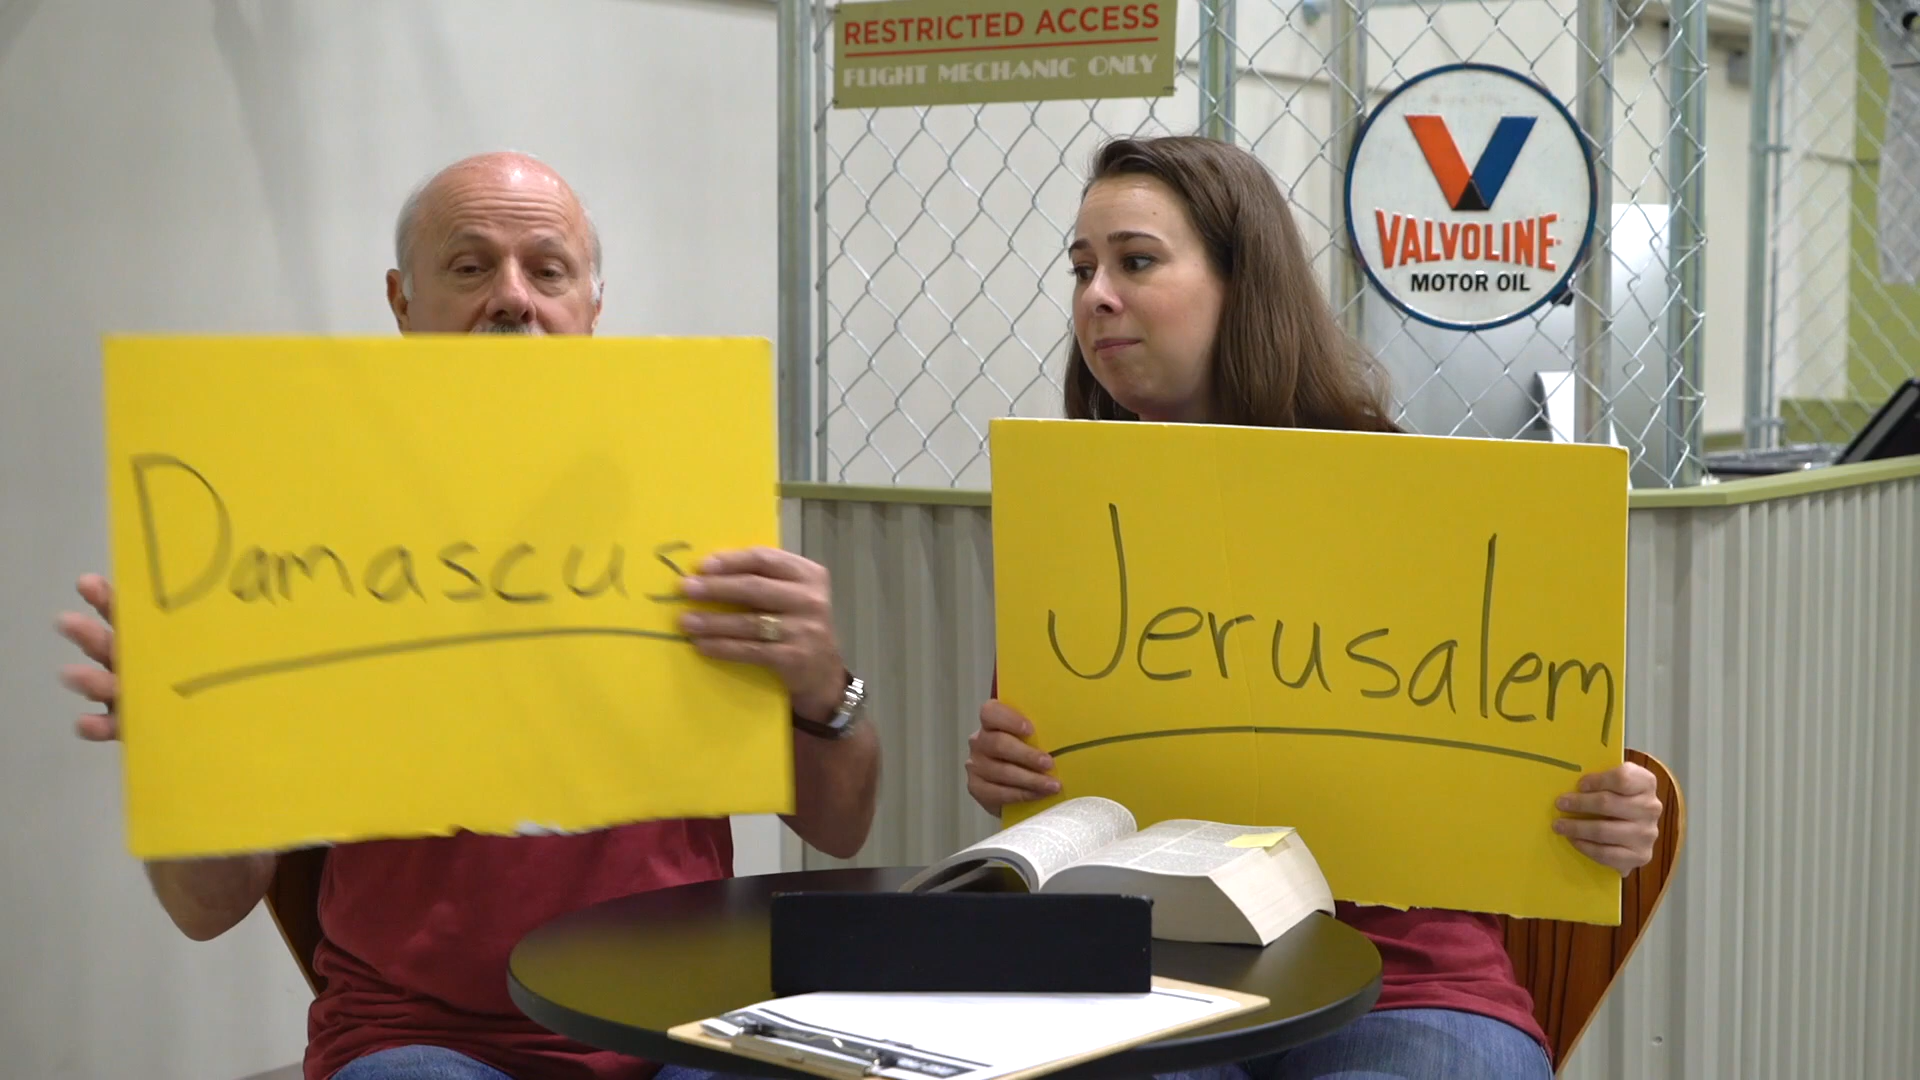 RESTRICTED ACCESS
FLIGHT MECHANIC ONLY
VALVOLINE
MOTOR OIL
Damascus
Jerusalem